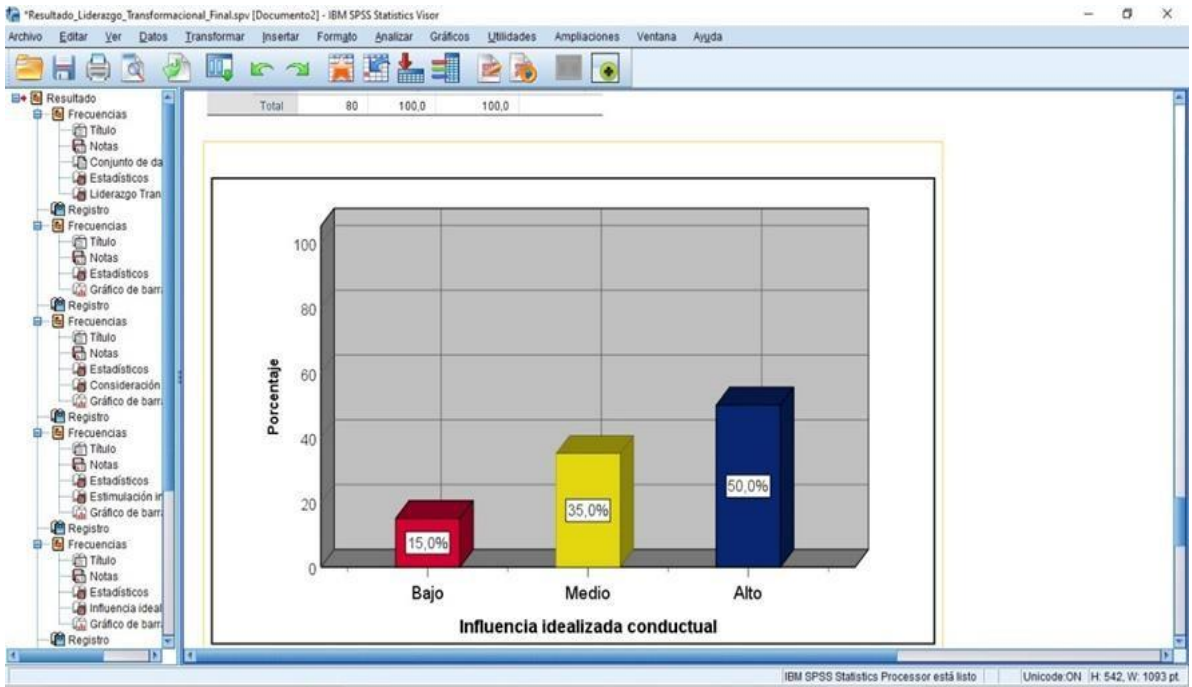 *Resultado_Liderazgo_Transformacional_Final.spv [Documento2] - IBM SPSS Statistics Visor
Archivo Editar Ver Datos Transformar Insertar Formato Analizar Gráficos Utilidades Ampliaciones Ventana Ayuda
Resultado
Frecuencias
Título
Notas
Conjunto de da
Estadísticos
Liderazgo Tran
Registro
Frecuencias
Título
Notas
Estadísticos
Gráfico de barr
Registro
Frecuencias
Título
Notas
Estadísticos
Consideración
Gráfico de barr
Registro
Frecuencias
Título
Notas
Estadísticos
Estimulación in
Gráfico de barr
Registro
Frecuencias
Título
Notas
Estadísticos
Influencia ideal
Gráfico de barr
Registro
Total 80 100,0 100,0
Porcentaje
100
80
60
40
20
0
15,0%
35,0%
50,0%
Bajo Medio Alto
Influencia idealizada conductual
IBM SPSS Statistics Processor está listo Unicode:ON H: 542, W: 1093 pt.